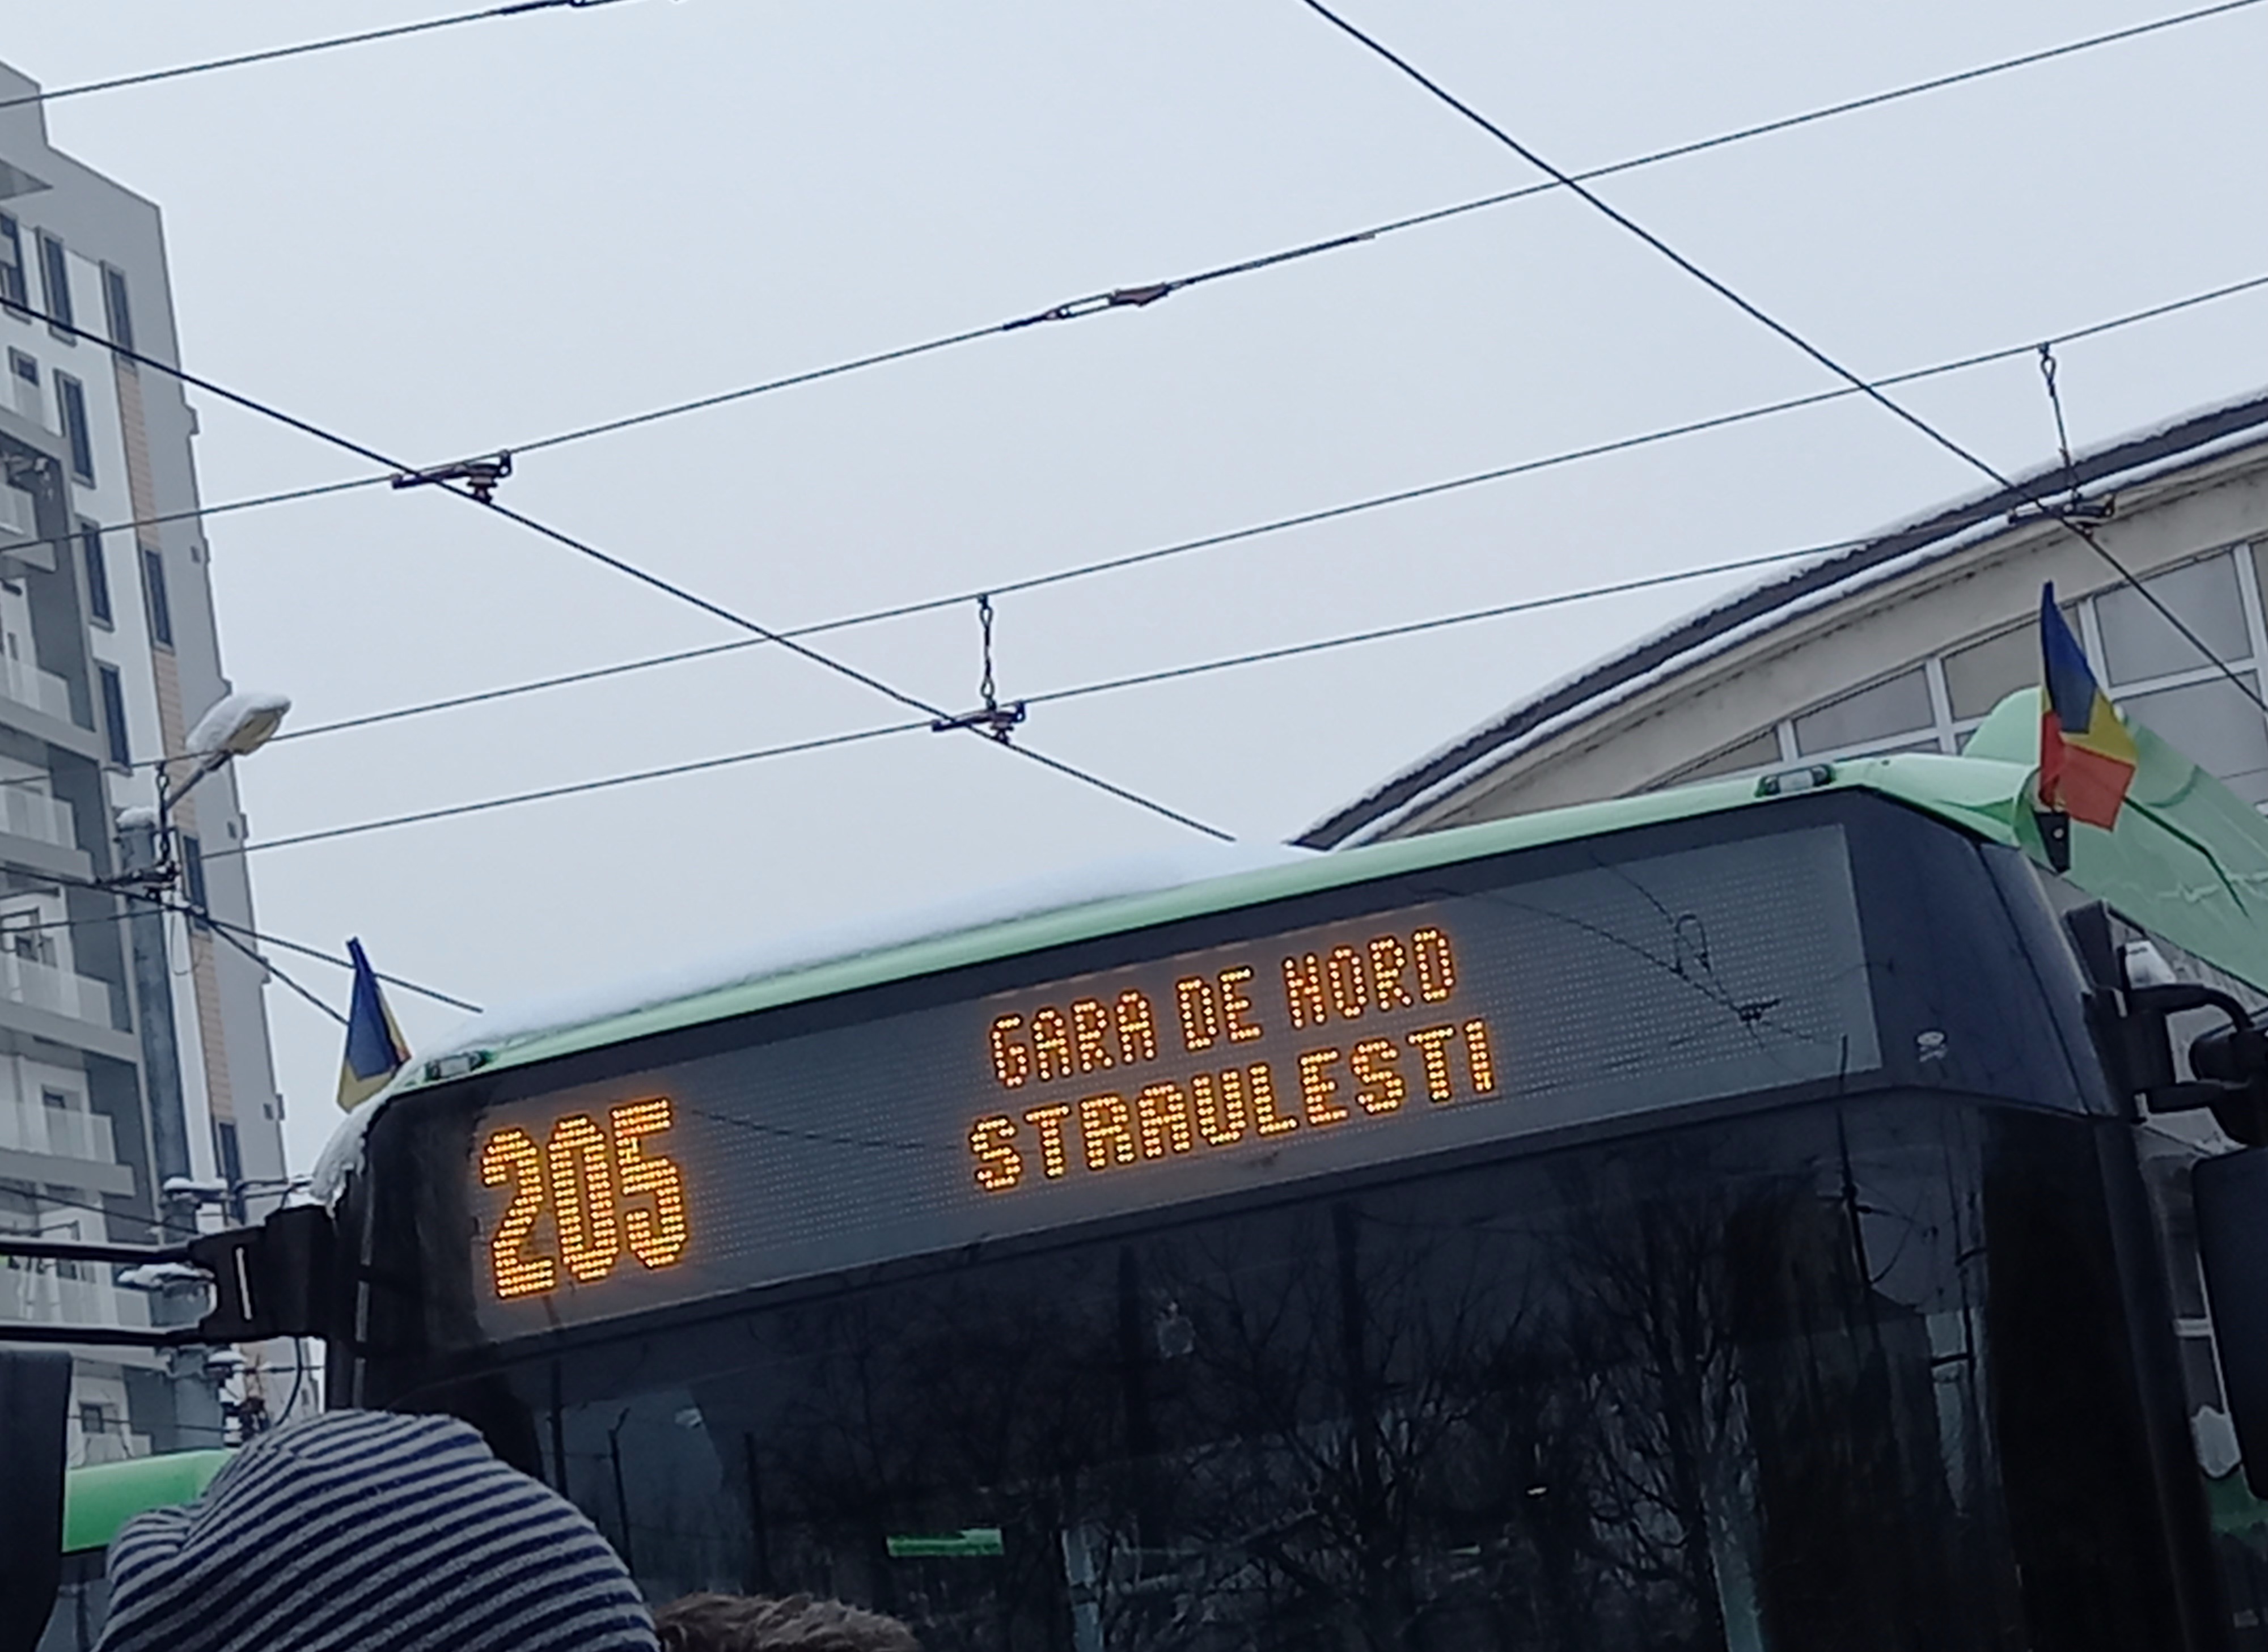 205
GARA DE NORD
STRAULESTI